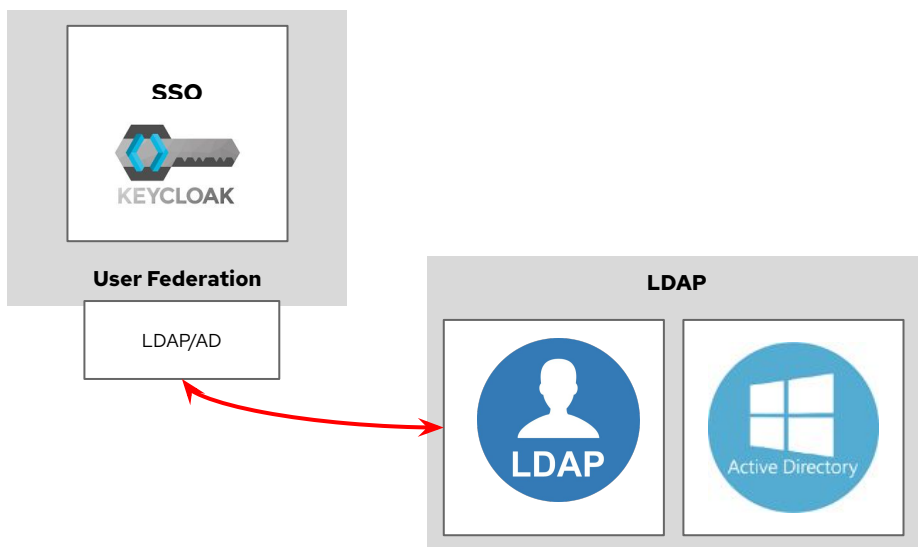 SSO
KEYCLOAK
User Federation
LDAP/AD
LDAP
LDAP
Active Directory